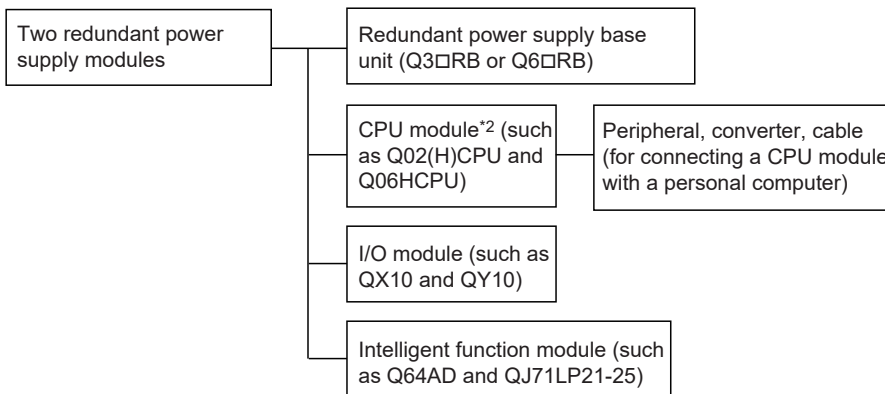 Two redundant power
supply modules
Redundant power supply base
unit (Q3□RB or Q6□RB)
CPU module*2 (such
as Q02(H)CPU and
Q06HCPU)
Peripheral, converter, cable
(for connecting a CPU module
with a personal computer)
I/O module (such as
QX10 and QY10)
Intelligent function module (such
as Q64AD and QJ71LP21-25)